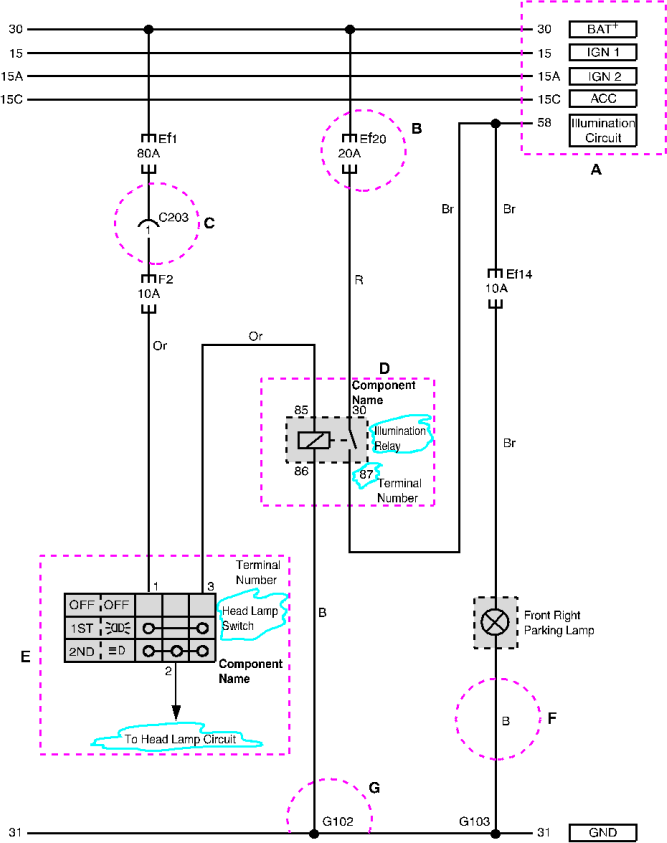 30 30 BAT+
15 15 IGN 1
15A 15A IGN 2
15C 15C ACC
58 Illumination
Circuit
A
Ef1
80A
Ef20
20A
B
C203
1
C
F2
10A
Br
Br
Ef14
10A
R
Or
Or
D
Component
Name
85
30
Illumination
Relay
86
87
Terminal
Number
Br
Terminal
Number
1
3
OFF OFF
1ST
2ND
Head Lamp
Switch
E
Component
Name
2
To Head Lamp Circuit
B
Front Right
Parking Lamp
B
F
G
G102
G103
31 31 GND